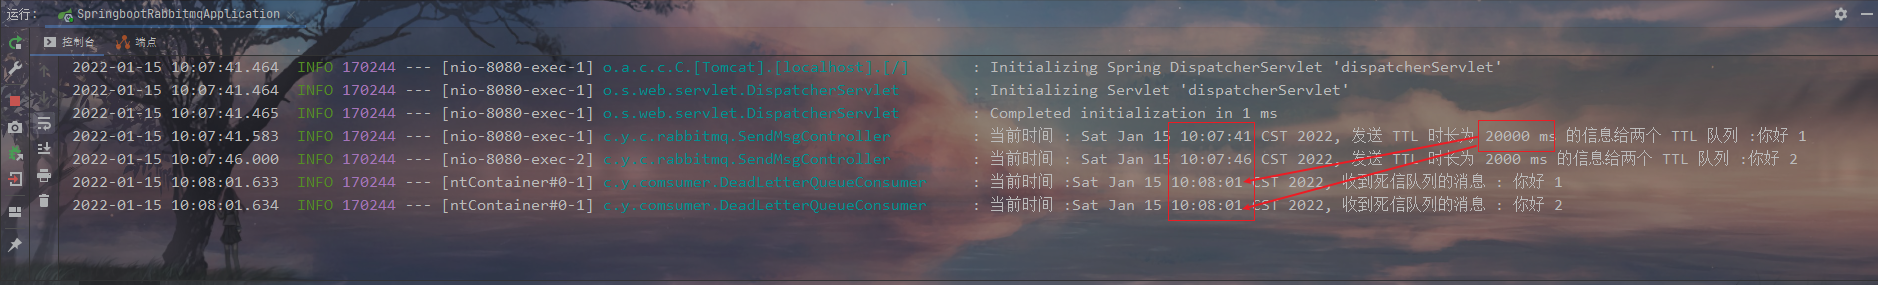 运行: SpringbootRabbitmqApplication
控制台 端点
2022-01-15 10:07:41.464 INFO 170244 --- [nio-8080-exec-1] o.a.c.c.C.[Tomcat].[localhost].[/] : Initializing Spring DispatcherServlet 'dispatcherServlet'
2022-01-15 10:07:41.464 INFO 170244 --- [nio-8080-exec-1] o.s.web.servlet.DispatcherServlet : Initializing Servlet 'dispatcherServlet'
2022-01-15 10:07:41.465 INFO 170244 --- [nio-8080-exec-1] o.s.web.servlet.DispatcherServlet : Completed initialization in 1 ms
2022-01-15 10:07:41.583 INFO 170244 --- [nio-8080-exec-1] c.y.c.rabbitmq.SendMsgController : 当前时间 : Sat Jan 15 10:07:41 CST 2022, 发送 TTL 时长为 20000 ms 的信息给两个 TTL 队列 :你好 1
2022-01-15 10:07:46.000 INFO 170244 --- [nio-8080-exec-2] c.y.c.rabbitmq.SendMsgController : 当前时间 : Sat Jan 15 10:07:46 CST 2022, 发送 TTL 时长为 2000 ms 的信息给两个 TTL 队列 :你好 2
2022-01-15 10:08:01.633 INFO 170244 --- [ntContainer#0-1] c.y.comsumer.DeadLetterQueueConsumer : 当前时间 :Sat Jan 15 10:08:01 CST 2022, 收到死信队列的消息 : 你好 1
2022-01-15 10:08:01.634 INFO 170244 --- [ntContainer#0-1] c.y.comsumer.DeadLetterQueueConsumer : 当前时间 :Sat Jan 15 10:08:01 CST 2022, 收到死信队列的消息 : 你好 2